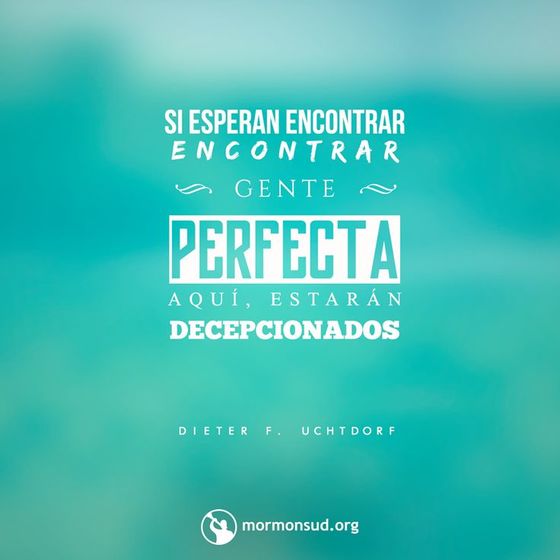 SI ESPERAN ENCONTRAR
ENCONTRAR
GENTE
PERFECTA
AQUÍ, ESTARÁN
DECEPCIONADOS
DIETER F. UCHTDORF
mormonsud.org